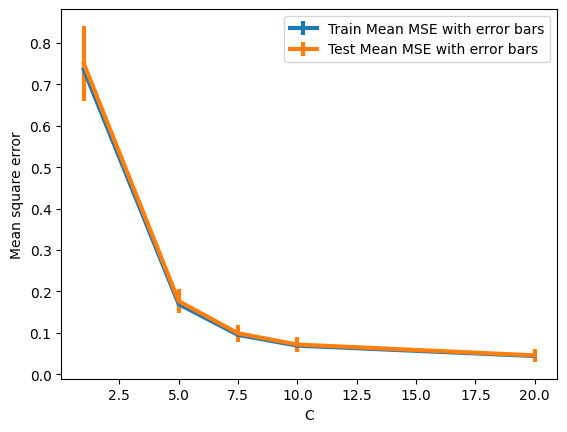 Train Mean MSE with error bars
Test Mean MSE with error bars
Mean square error
0.8
0.7
0.6
0.5
0.4
0.3
0.2
0.1
0.0
2.5 5.0 7.5 10.0 12.5 15.0 17.5 20.0
C